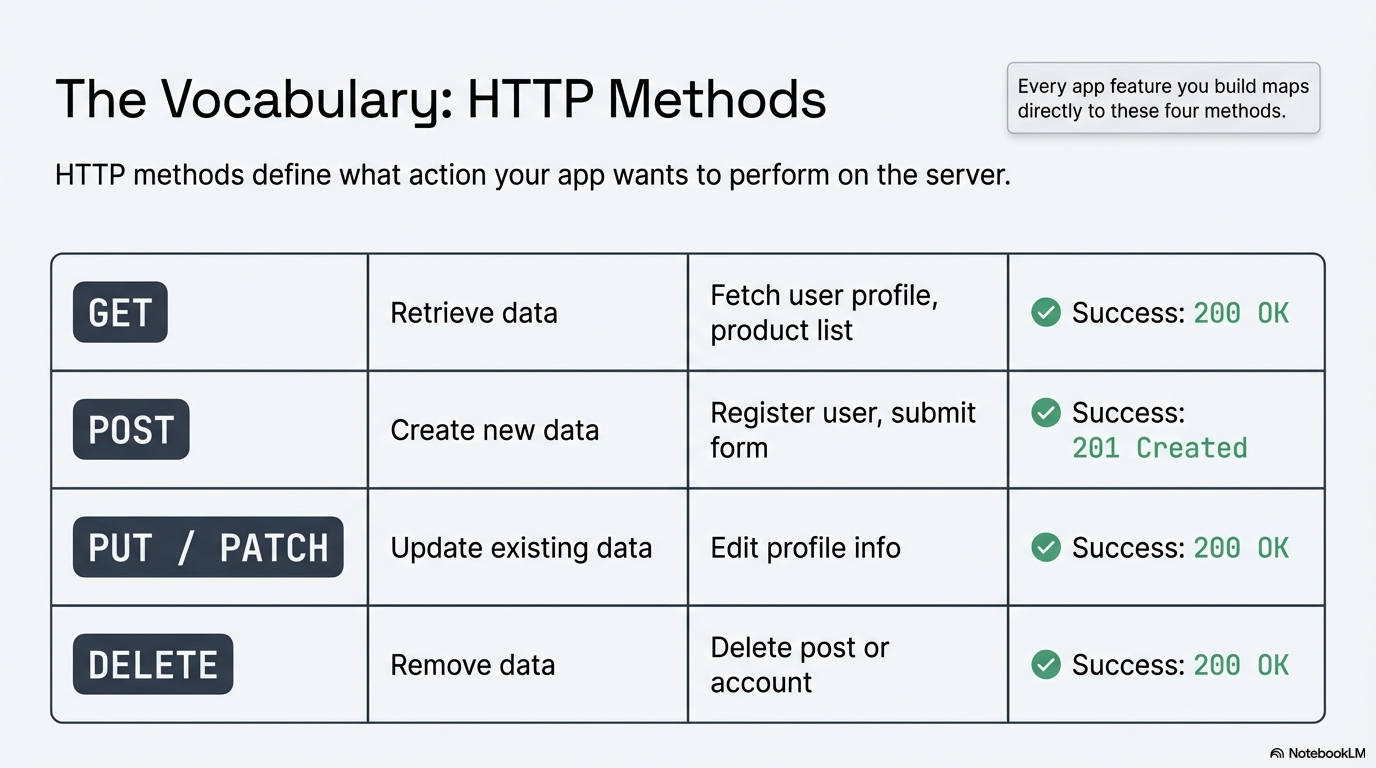 The Vocabulary: HTTP Methods
Every app feature you build maps
directly to these four methods.
HTTP methods define what action your app wants to perform on the server.
GET
Retrieve data
Fetch user profile,
product list
Success: 200 OK
POST
Create new data
Register user, submit
form
Success:
201 Created
PUT / PATCH
Update existing data
Edit profile info
Success: 200 OK
DELETE
Remove data
Delete post or
account
Success: 200 OK
NotebookLM